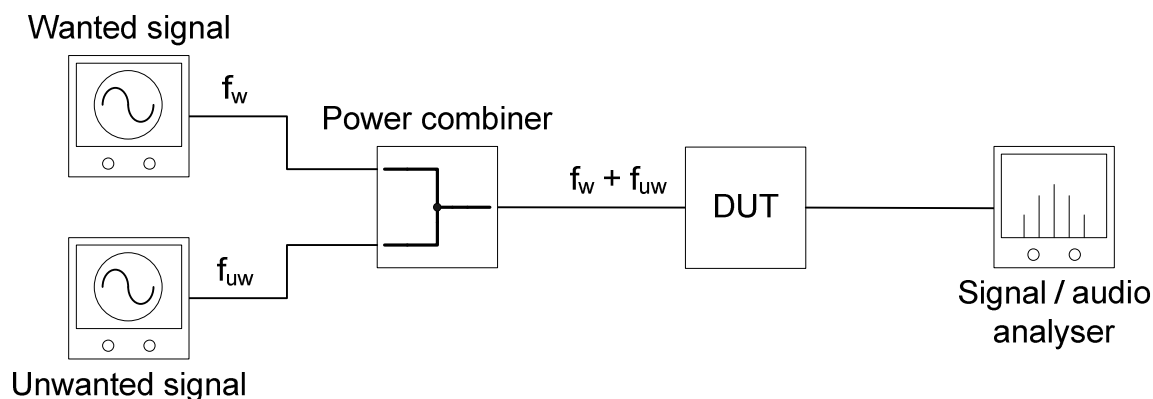 Wanted signal
f_w
Power combiner
f_w + f_uw
DUT
f_uw
Signal / audio
analyser
Unwanted signal